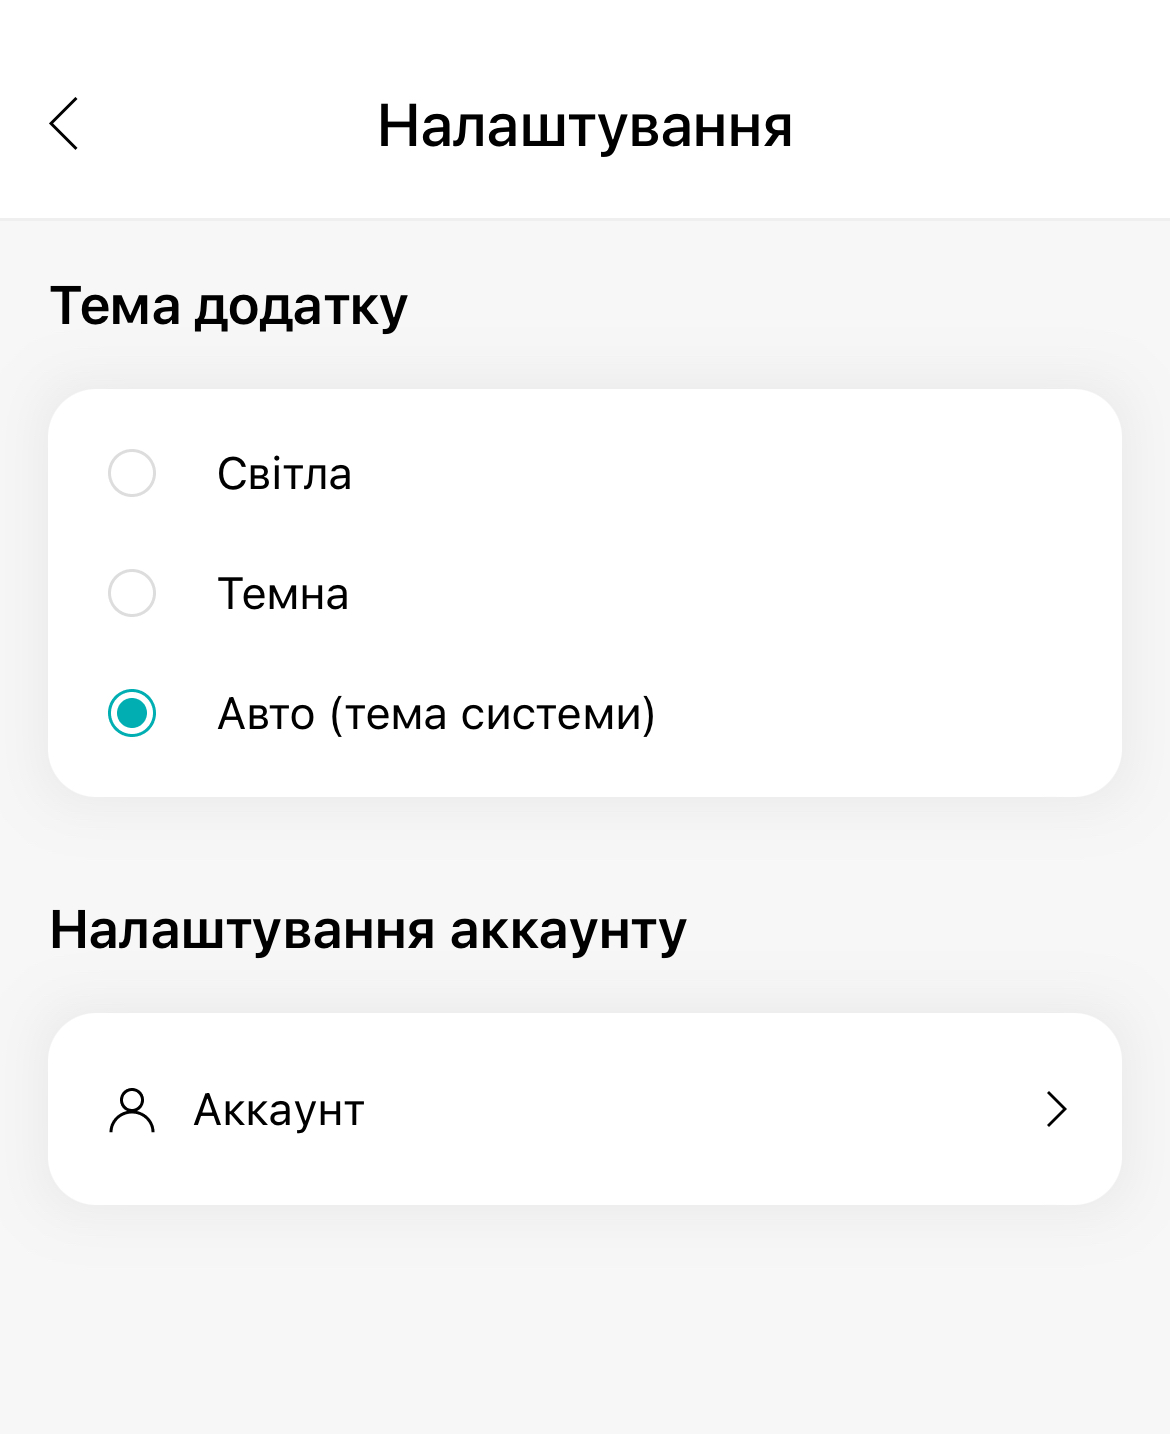 Налаштування
Тема додатку
Світла
Темна
Авто (тема системи)
Налаштування аккаунту
Аккаунт